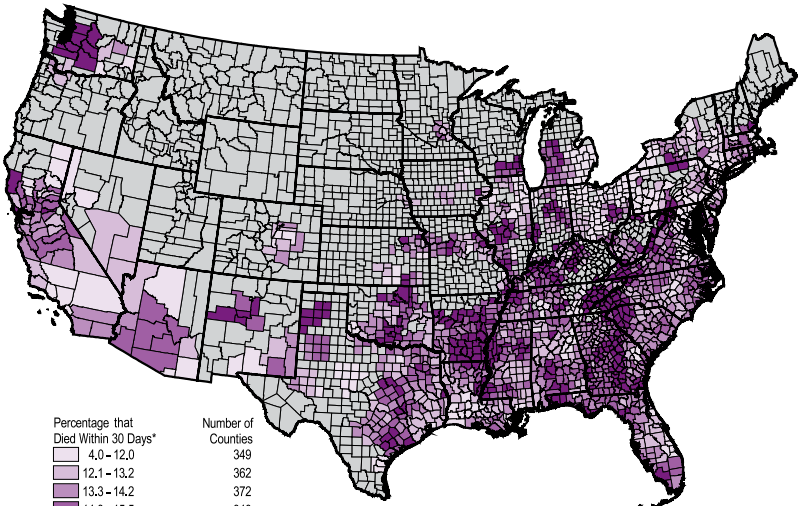 Percentage that Number of
Died Within 30 Days* Counties
4.0 – 12.0 349
12.1 – 13.2 362
13.3 – 14.2 372